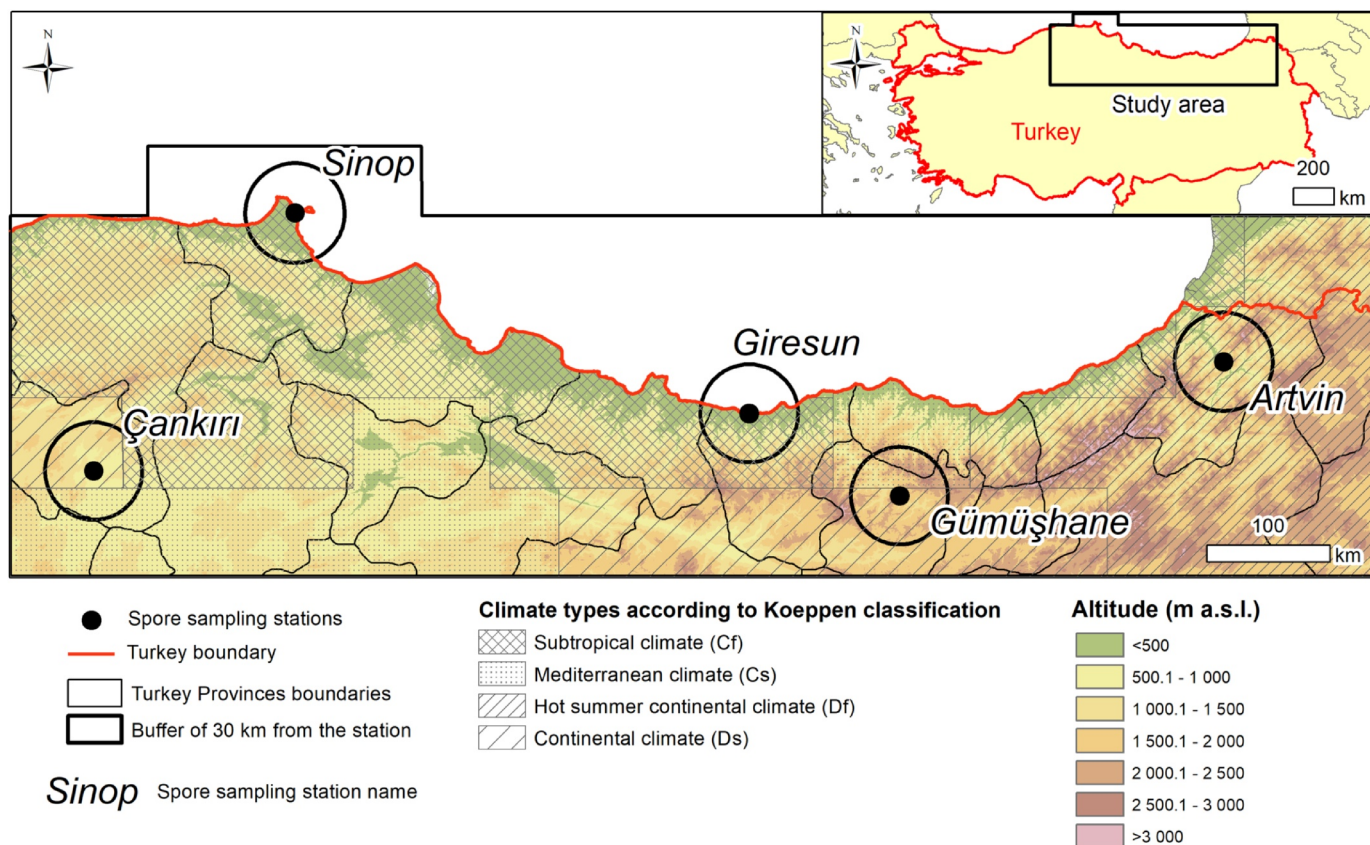 N
N
Study area
Turkey
200
km
Sinop
Giresun
Artvin
Çankırı
Gümüşhane
100
km
Spore sampling stations
Turkey boundary
Turkey Provinces boundaries
Buffer of 30 km from the station
Sinop Spore sampling station name
Climate types according to Koeppen classification
Subtropical climate (Cf)
Mediterranean climate (Cs)
Hot summer continental climate (Df)
Continental climate (Ds)
Altitude (m a.s.l.)
<500
500.1 - 1 000
1 000.1 - 1 500
1 500.1 - 2 000
2 000.1 - 2 500
2 500.1 - 3 000
>3 000